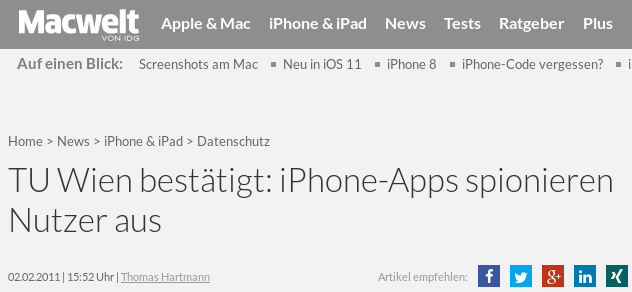 Macwelt
VON IDG
Apple & Mac iPhone & iPad News Tests Ratgeber Plus
Auf einen Blick: Screenshots am Mac ■ Neu in iOS 11 ■ iPhone 8 ■ iPhone-Code vergessen? ■ i
Home > News > iPhone & iPad > Datenschutz
TU Wien bestätigt: iPhone-Apps spionieren
Nutzer aus
02.02.2011 | 15:52 Uhr | Thomas Hartmann Artikel empfehlen: